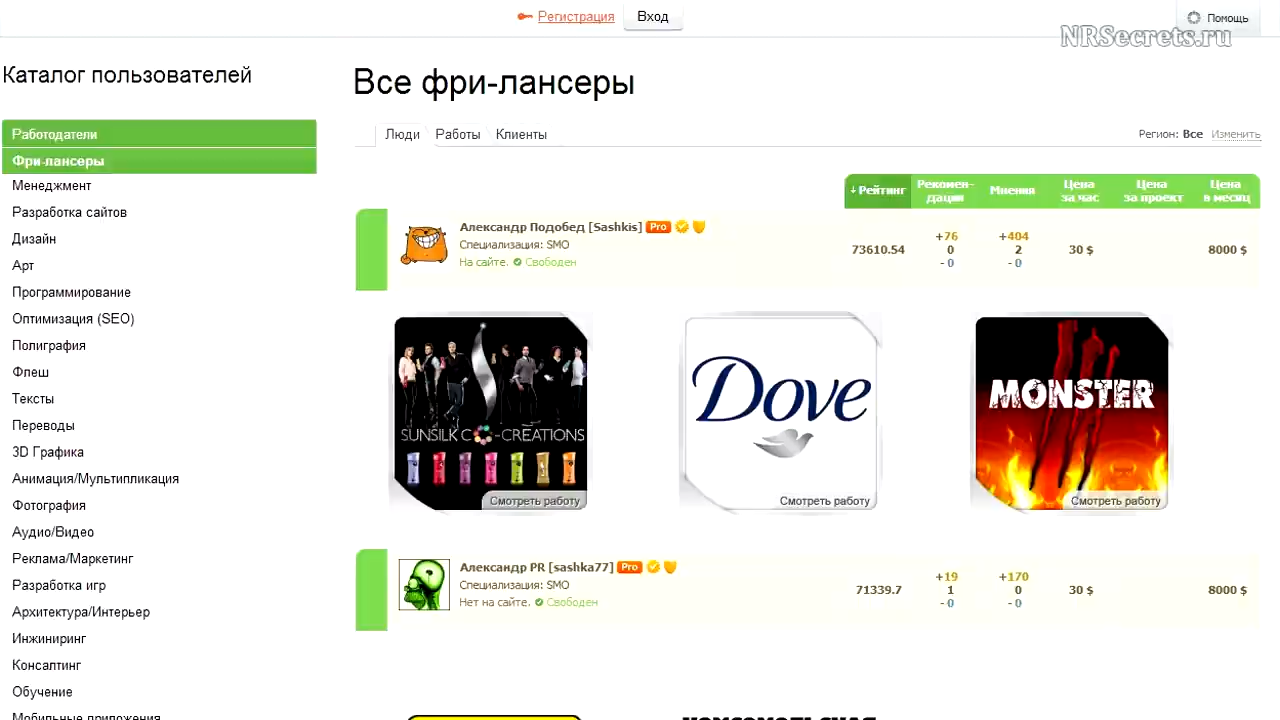 Регистрация
Вход
Помощь
NRSecrets.ru
Каталог пользователей
Работодатели
Фри-лансеры
Менеджмент
Разработка сайтов
Дизайн
Арт
Программирование
Оптимизация (SEO)
Полиграфия
Флеш
Тексты
Переводы
3D Графика
Анимация/Мультипликация
Фотография
Аудио/Видео
Реклама/Маркетинг
Разработка игр
Архитектура/Интерьер
Инжиниринг
Консалтинг
Обучение
Мобильные приложения
Все фри-лансеры
Люди Работы Клиенты
Регион: Все Изменить
↓ Рейтинг Рекомен-дации Мнения Цена за час Цена за проект Цена в месяц
Александр Подобед [Sashkis] Pro
Специализация: SMO
На сайте. Свободен
73610.54
+76
0
- 0
+404
2
- 0
30 $
8000 $
SUNSILK CO-CREATIONS
Смотреть работу
Dove
Смотреть работу
MONSTER
Смотреть работу
Александр PR [sashka77] Pro
Специализация: SMO
Нет на сайте. Свободен
71339.7
+19
1
- 0
+170
0
- 0
30 $
8000 $
КОМСОМОЛЬСКАЯ